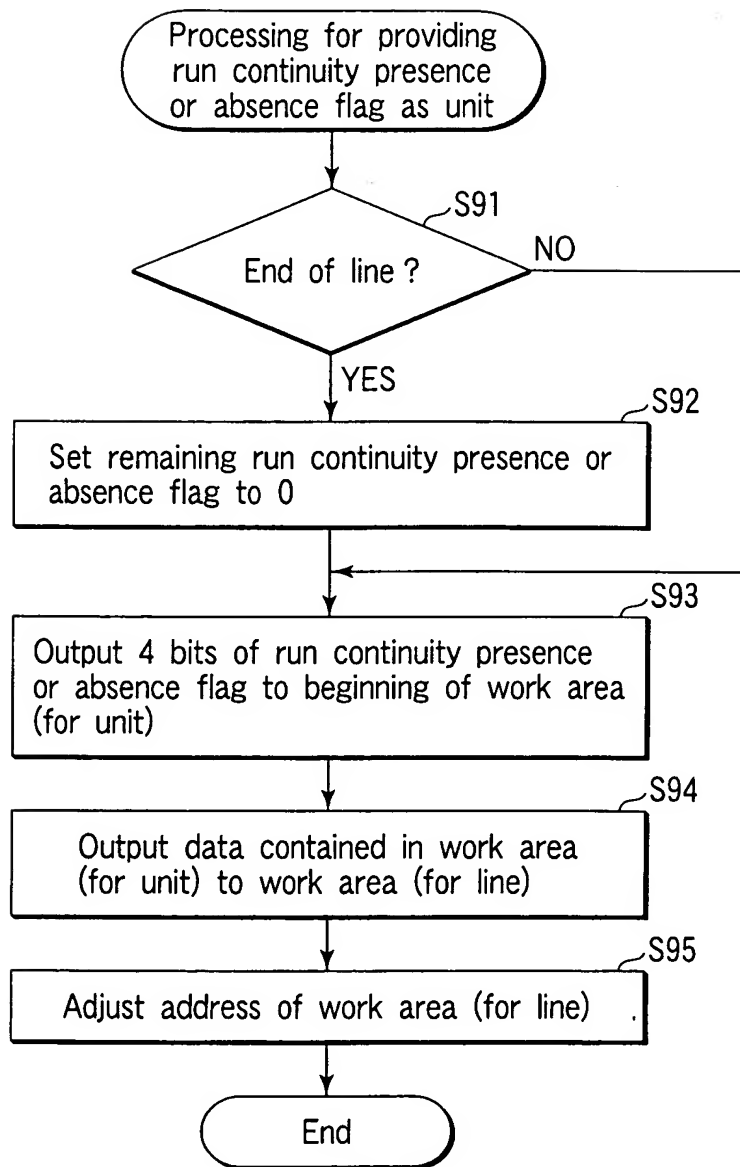 Processing for providing
run continuity presence
or absence flag as unit
S91
End of line ?
NO
YES
S92
Set remaining run continuity presence or
absence flag to 0
S93
Output 4 bits of run continuity presence
or absence flag to beginning of work area
(for unit)
S94
Output data contained in work area
(for unit) to work area (for line)
S95
Adjust address of work area (for line)
End